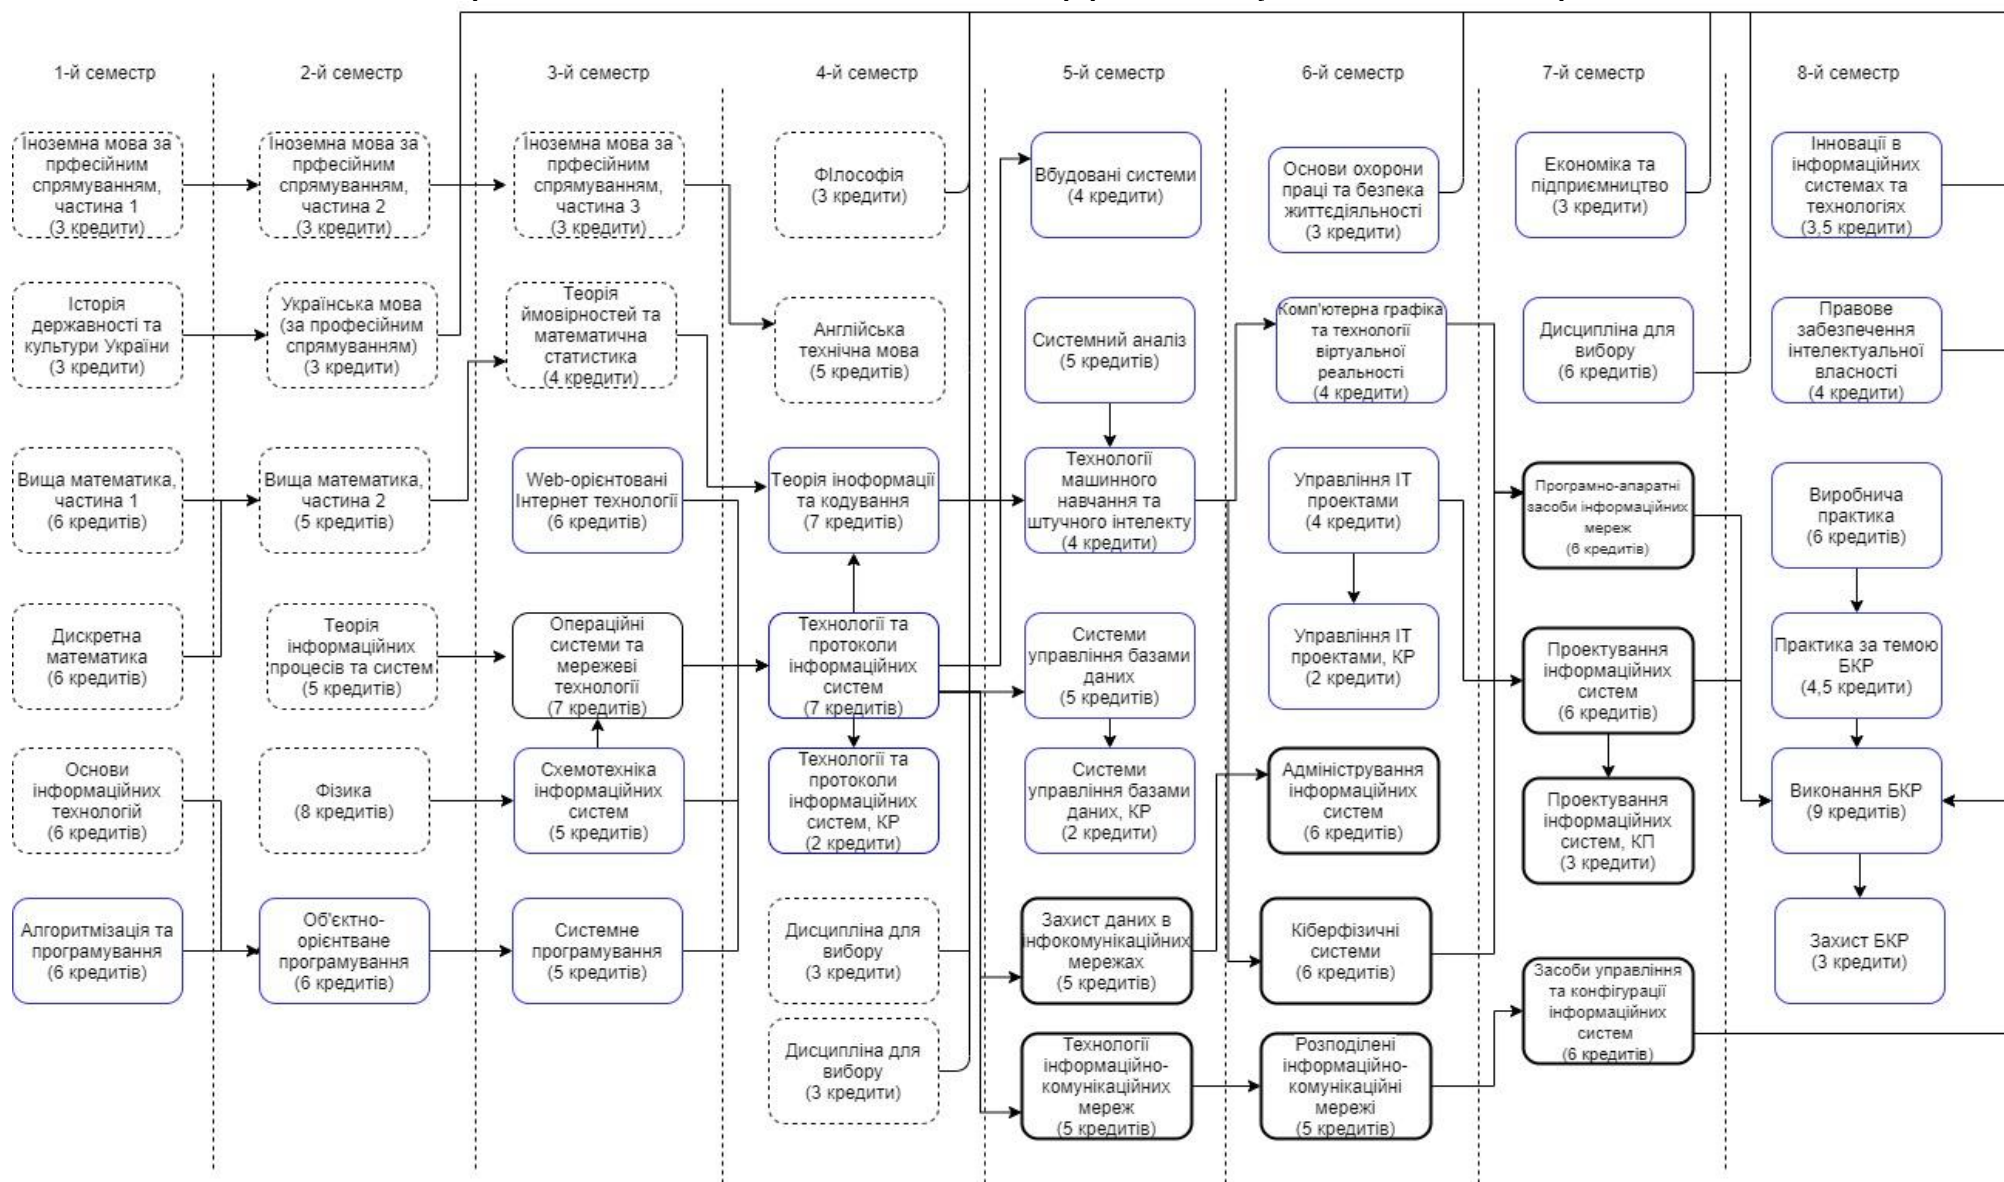 1-й семестр
2-й семестр
3-й семестр
4-й семестр
5-й семестр
6-й семестр
7-й семестр
8-й семестр
Іноземна мова за
прфесійним
спрямуванням,
частина 1
(3 кредити)
Історія
державності та
культури України
(3 кредити)
Вища математика,
частина 1
(6 кредитів)
Дискретна
математика
(6 кредитів)
Основи
інформаційних
технологій
(6 кредитів)
Алгоритмізація та
програмування
(6 кредитів)
Іноземна мова за
прфесійним
спрямуванням,
частина 2
(3 кредити)
Українська мова
(за професійним
спрямуванням)
(3 кредити)
Вища математика,
частина 2
(5 кредитів)
Теорія
інформаційних
процесів та систем
(5 кредитів)
Фізика
(8 кредитів)
Об'єктно-
орієнтване
програмування
(6 кредитів)
Іноземна мова за
прфесійним
спрямуванням,
частина 3
(3 кредити)
Теорія
ймовірностей та
математична
статистика
(4 кредити)
Web-орієнтовані
Інтернет технології
(6 кредитів)
Операційні
системи та
мережеві
технології
(7 кредитів)
Схемотехніка
інформаційних
систем
(5 кредитів)
Системне
програмування
(5 кредитів)
ФІлософія
(3 кредити)
Англійська
технічна мова
(5 кредитів)
Теорія іноформації
та кодування
(7 кредитів)
Технології та
протоколи
інформаційних
систем
(7 кредитів)
Технології та
протоколи
інформаційних
систем, КР
(2 кредити)
Дисципліна для
вибору
(3 кредити)
Дисципліна для
вибору
(3 кредити)
Вбудовані системи
(4 кредити)
Системний аналіз
(5 кредитів)
Технології
машинного
навчання та
штучного інтелекту
(4 кредити)
Системи
управління базами
даних
(5 кредитів)
Системи
управління базами
даних, КР
(2 кредити)
Захист даних в
інфокомунікаційних
мережах
(5 кредитів)
Технології
інформаційно-
комунікаційних
мереж
(5 кредитів)
Основи охорони
праці та безпека
життєдіяльності
(3 кредити)
Комп'ютерна графіка
та технології
віртуальної
реальності
(4 кредити)
Управління ІТ
проектами
(4 кредити)
Управління ІТ
проектами, КР
(2 кредити)
Адміністрування
інформаційних
систем
(6 кредитів)
Кіберфізичні
системи
(6 кредитів)
Розподілені
інформаційно-
комунікаційні
мережі
(5 кредитів)
Економіка та
підприємництво
(3 кредити)
Дисципліна для
вибору
(6 кредитів)
Програмно-апаратні
засоби інформаційних
мереж
(6 кредитів)
Проектування
інформаційних
систем
(6 кредитів)
Проектування
інформаційних
систем, КП
(3 кредити)
Засоби управління
та конфігурації
інформаційних
систем
(6 кредитів)
Інновації в
інформаційних
системах та
технологіях
(3,5 кредити)
Правове
забезпечення
інтелектуальної
власності
(4 кредити)
Виробнича
практика
(6 кредитів)
Практика за темою
БКР
(4,5 кредити)
Виконання БКР
(9 кредитів)
Захист БКР
(3 кредити)